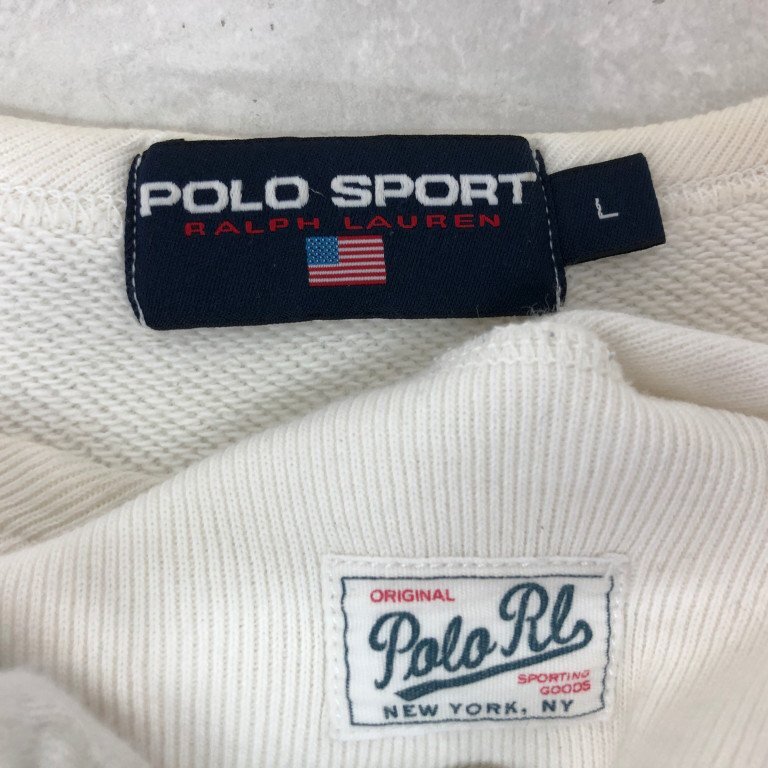 POLO SPORT
RALPH LAUREN
L
ORIGINAL
Polo Rl
SPORTING
GOODS
NEW YORK, NY